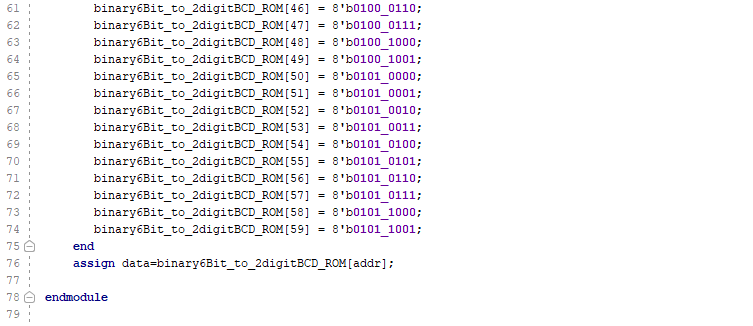 61 binary6Bit_to_2digitBCD_ROM[46] = 8'b0100_0110;
62 binary6Bit_to_2digitBCD_ROM[47] = 8'b0100_0111;
63 binary6Bit_to_2digitBCD_ROM[48] = 8'b0100_1000;
64 binary6Bit_to_2digitBCD_ROM[49] = 8'b0100_1001;
65 binary6Bit_to_2digitBCD_ROM[50] = 8'b0101_0000;
66 binary6Bit_to_2digitBCD_ROM[51] = 8'b0101_0001;
67 binary6Bit_to_2digitBCD_ROM[52] = 8'b0101_0010;
68 binary6Bit_to_2digitBCD_ROM[53] = 8'b0101_0011;
69 binary6Bit_to_2digitBCD_ROM[54] = 8'b0101_0100;
70 binary6Bit_to_2digitBCD_ROM[55] = 8'b0101_0101;
71 binary6Bit_to_2digitBCD_ROM[56] = 8'b0101_0110;
72 binary6Bit_to_2digitBCD_ROM[57] = 8'b0101_0111;
73 binary6Bit_to_2digitBCD_ROM[58] = 8'b0101_1000;
74 binary6Bit_to_2digitBCD_ROM[59] = 8'b0101_1001;
75 end
76 assign data=binary6Bit_to_2digitBCD_ROM[addr];
77
78 endmodule
79